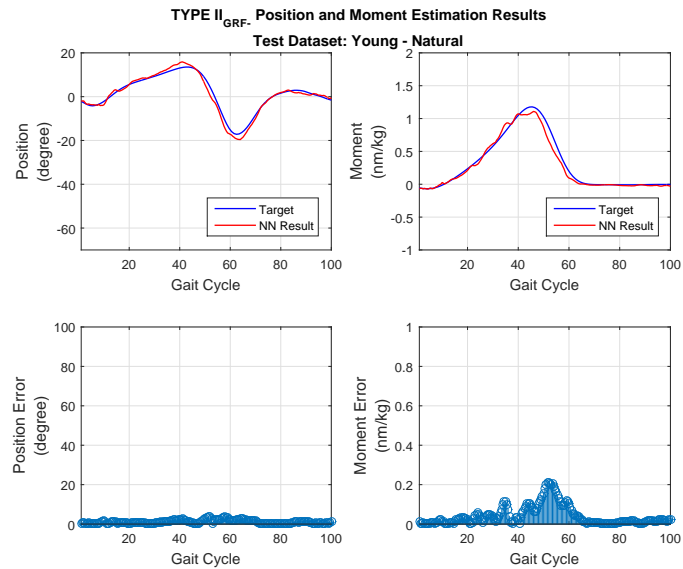 TYPE II GRF- Position and Moment Estimation Results
Test Dataset: Young - Natural
Position
(degree)
20
0
-20
-40
-60
20
40
60
80
100
Gait Cycle
Target
NN Result
Moment
(nm/kg)
2
1.5
1
0.5
0
-0.5
-1
20
40
60
80
100
Gait Cycle
Target
NN Result
Position Error
(degree)
100
80
60
40
20
0
20
40
60
80
100
Gait Cycle
Moment Error
(nm/kg)
1
0.8
0.6
0.4
0.2
0
20
40
60
80
100
Gait Cycle